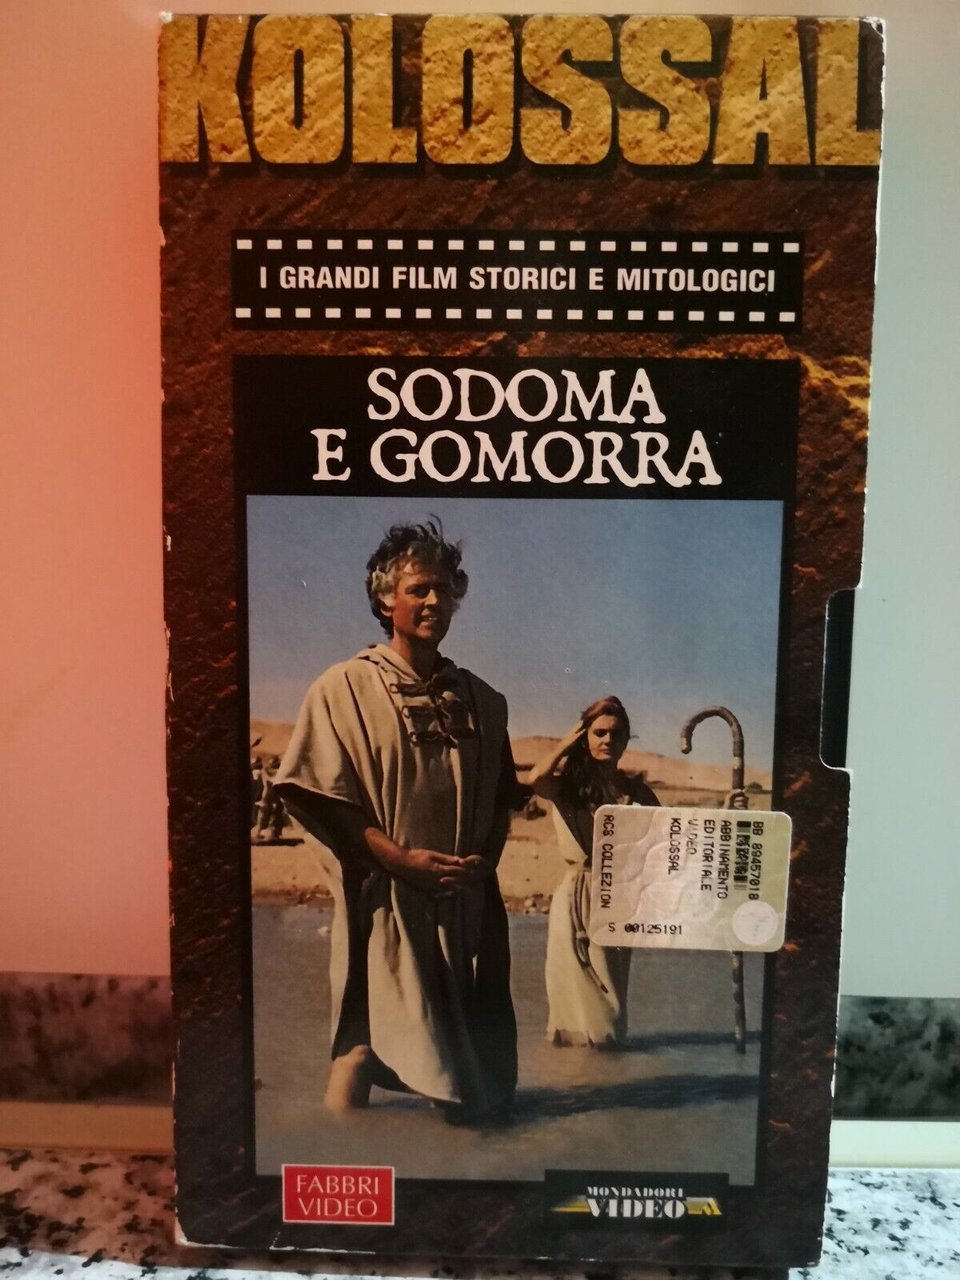 KOLOSSAL
I GRANDI FILM STORICI E MITOLOGICI
SODOMA
E GOMORRA
BB 89457018
ABBINAMENTO
EDITORIALE
VIDEO
KOLOSSAL
RCS COLLEZION
S 00125191
FABBRI
VIDEO
MONDADORI
VIDEO